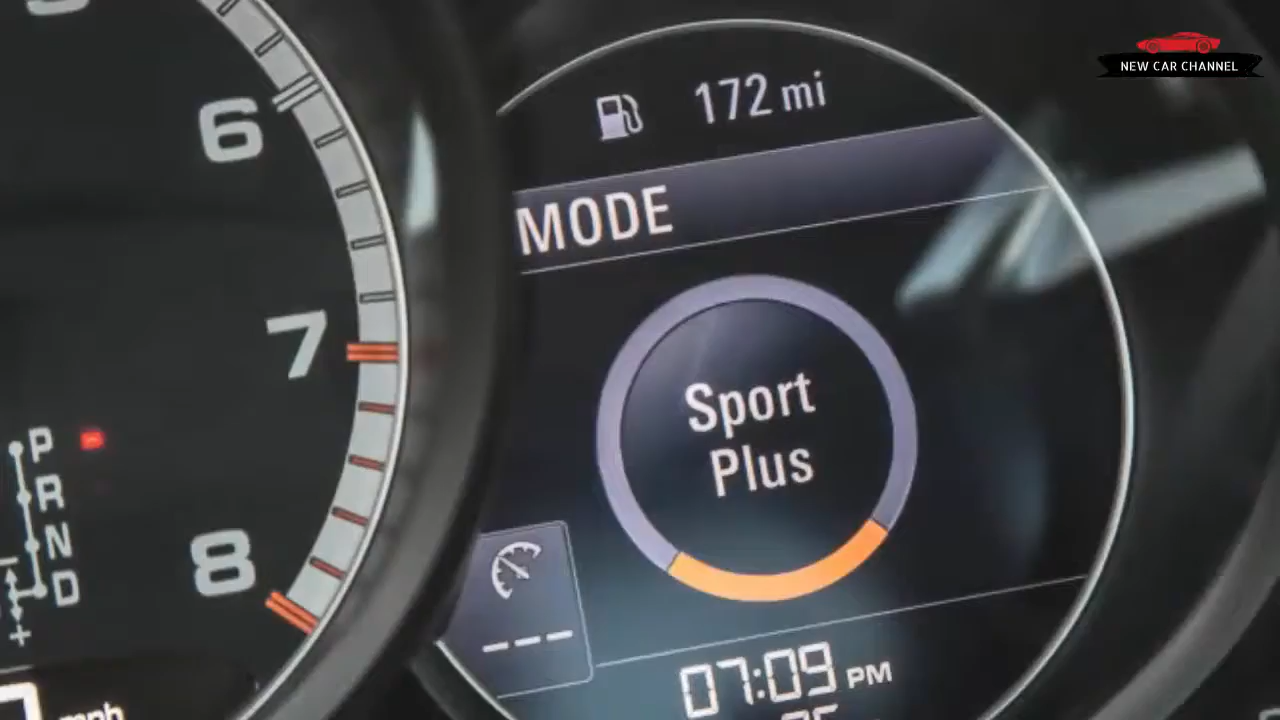 NEW CAR CHANNEL
172 mi
MODE
Sport
Plus
07:09 PM
6
7
8
P
R
N
D
+
mph